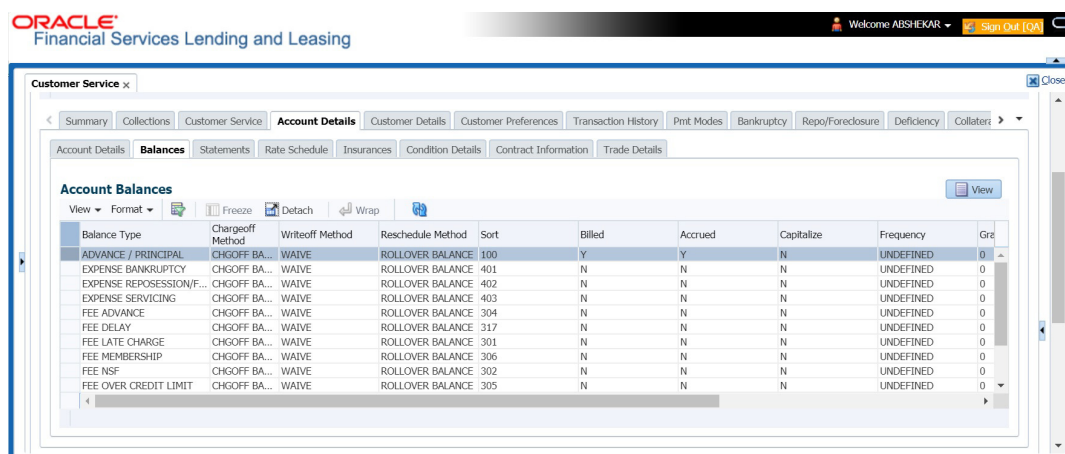 ORACLE®
Welcome ABSHEKAR
Sign Out [QA]
Financial Services Lending and Leasing
Customer Service
Close
Summary Collections Customer Service Account Details Customer Details Customer Preferences Transaction History Pmt Modes Bankruptcy Repo/Foreclosure Deficiency Collatera
Account Details Balances Statements Rate Schedule Insurances Condition Details Contract Information Trade Details
Account Balances
View
View Format Freeze Detach Wrap
Balance Type Chargeoff Method Writeoff Method Reschedule Method Sort Billed Accrued Capitalize Frequency Gra
ADVANCE / PRINCIPAL CHGOFF BA... WAIVE ROLLOVER BALANCE 100 Y Y N UNDEFINED 0
EXPENSE BANKRUPTCY CHGOFF BA... WAIVE ROLLOVER BALANCE 401 N N N UNDEFINED 0
EXPENSE REPOSESSION/F... CHGOFF BA... WAIVE ROLLOVER BALANCE 402 N N N UNDEFINED 0
EXPENSE SERVICING CHGOFF BA... WAIVE ROLLOVER BALANCE 403 N N N UNDEFINED 0
FEE ADVANCE CHGOFF BA... WAIVE ROLLOVER BALANCE 304 N N N UNDEFINED 0
FEE DELAY CHGOFF BA... WAIVE ROLLOVER BALANCE 317 N N N UNDEFINED 0
FEE LATE CHARGE CHGOFF BA... WAIVE ROLLOVER BALANCE 301 N N N UNDEFINED 0
FEE MEMBERSHIP CHGOFF BA... WAIVE ROLLOVER BALANCE 306 N N N UNDEFINED 0
FEE NSF CHGOFF BA... WAIVE ROLLOVER BALANCE 302 N N N UNDEFINED 0
FEE OVER CREDIT LIMIT CHGOFF BA... WAIVE ROLLOVER BALANCE 305 N N N UNDEFINED 0